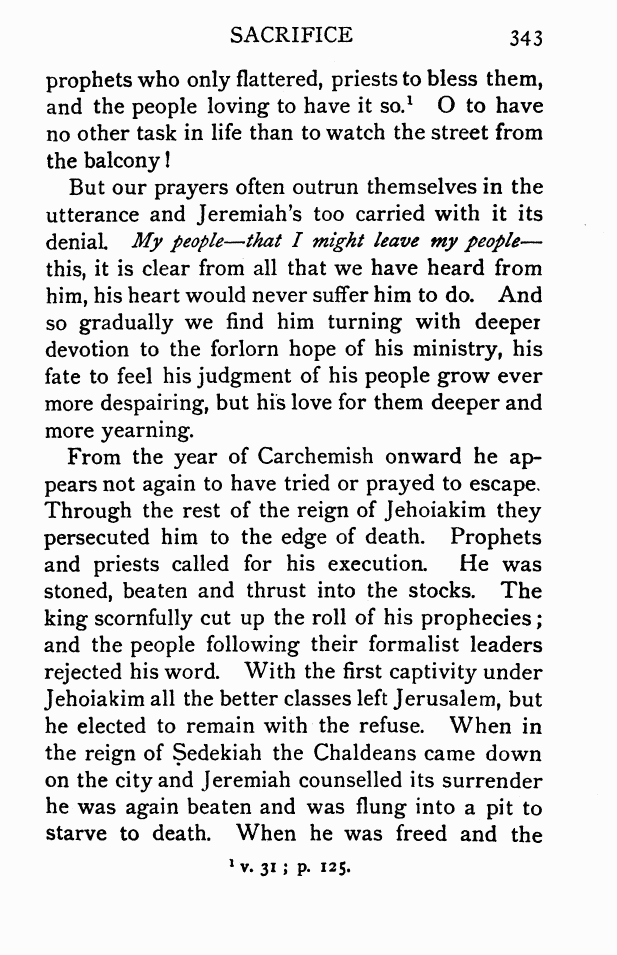 SACRIFICE 343
prophets who only flattered, priests to bless them,
and the people loving to have it so.¹ O to have
no other task in life than to watch the street from
the balcony!
But our prayers often outrun themselves in the
utterance and Jeremiah's too carried with it its
denial. My people—that I might leave my people—
this, it is clear from all that we have heard from
him, his heart would never suffer him to do. And
so gradually we find him turning with deeper
devotion to the forlorn hope of his ministry, his
fate to feel his judgment of his people grow ever
more despairing, but his love for them deeper and
more yearning.
From the year of Carchemish onward he ap-
pears not again to have tried or prayed to escape.
Through the rest of the reign of Jehoiakim they
persecuted him to the edge of death. Prophets
and priests called for his execution. He was
stoned, beaten and thrust into the stocks. The
king scornfully cut up the roll of his prophecies;
and the people following their formalist leaders
rejected his word. With the first captivity under
Jehoiakim all the better classes left Jerusalem, but
he elected to remain with the refuse. When in
the reign of Ṣedekiah the Chaldeans came down
on the city and Jeremiah counselled its surrender
he was again beaten and was flung into a pit to
starve to death. When he was freed and the
¹ v. 31; p. 125.